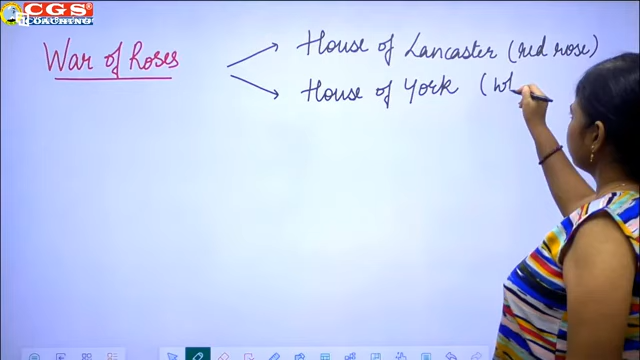 CGS®
COACHING
War of Roses
House of Lancaster (red rose)
House of York (wh